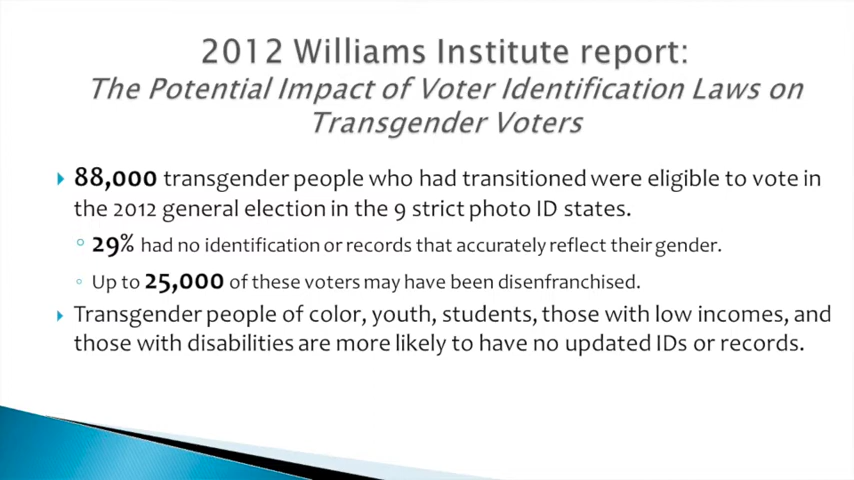 2012 Williams Institute report:
The Potential Impact of Voter Identification Laws on
Transgender Voters
88,000 transgender people who had transitioned were eligible to vote in
the 2012 general election in the 9 strict photo ID states.
29% had no identification or records that accurately reflect their gender.
Up to 25,000 of these voters may have been disenfranchised.
Transgender people of color, youth, students, those with low incomes, and
those with disabilities are more likely to have no updated IDs or records.